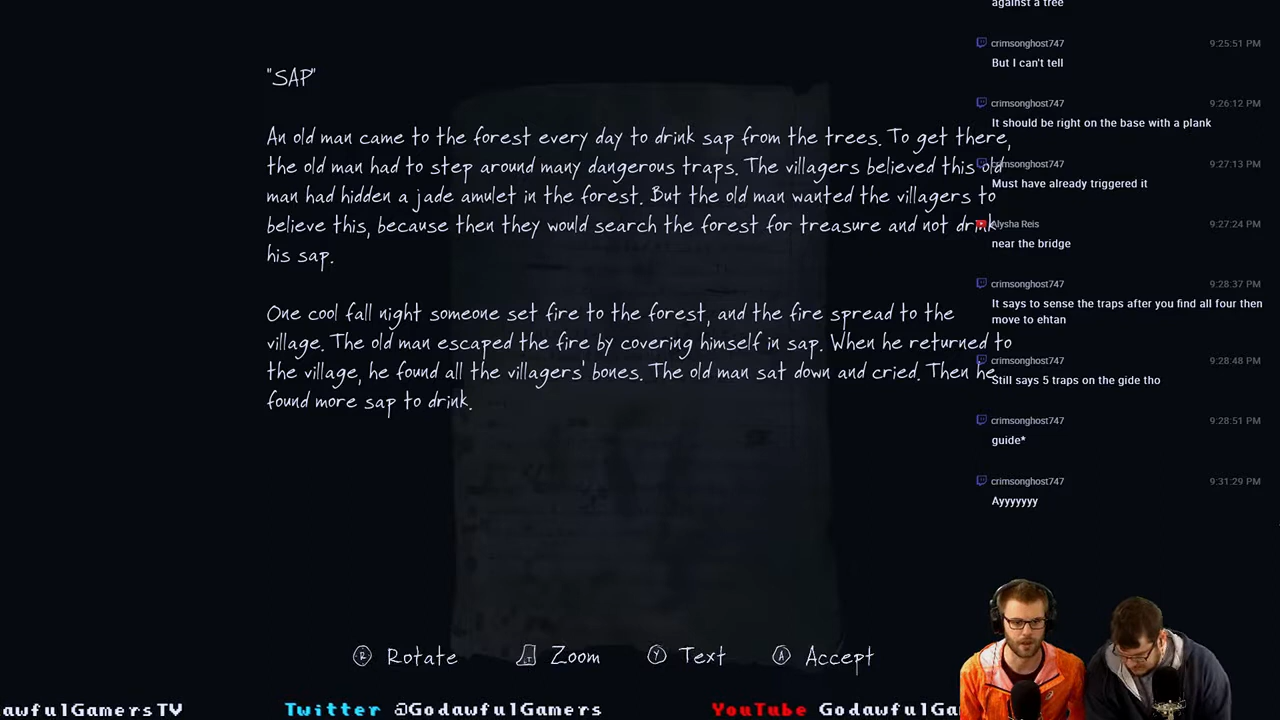 against a tree
crimsonghost747 9:25:51 PM
But I can't tell
crimsonghost747 9:26:12 PM
It should be right on the base with a plank
crimsonghost747 9:27:13 PM
Must have already triggered it
Alysha Reis 9:27:24 PM
near the bridge
crimsonghost747 9:28:37 PM
It says to sense the traps after you find all four then
move to ehtan
crimsonghost747 9:28:48 PM
Still says 5 traps on the gide tho
crimsonghost747 9:28:51 PM
guide*
crimsonghost747 9:31:29 PM
Ayyyyyyy
"SAP"
An old man came to the forest every day to drink sap from the trees. To get there,
the old man had to step around many dangerous traps. The villagers believed this old
man had hidden a jade amulet in the forest. But the old man wanted the villagers to
believe this, because then they would search the forest for treasure and not drink
his sap.
One cool fall night someone set fire to the forest, and the fire spread to the
village. The old man escaped the fire by covering himself in sap. When he returned to
the village, he found all the villagers' bones. The old man sat down and cried. Then he
found more sap to drink.
R Rotate LT Zoom Y Text A Accept
awfulGamersTV Twitter @GodawfulGamers YouTube GodawfulGa